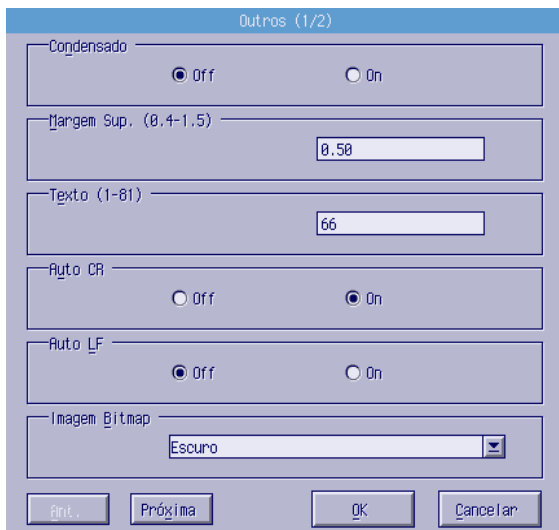 Outros (1/2)
Condensado
Off On
Margem Sup. (0.4-1.5)
0.50
Texto (1-81)
66
Auto CR
Off On
Auto LF
Off On
Imagem Bitmap
Escuro
Ant. Próxima OK Cancelar